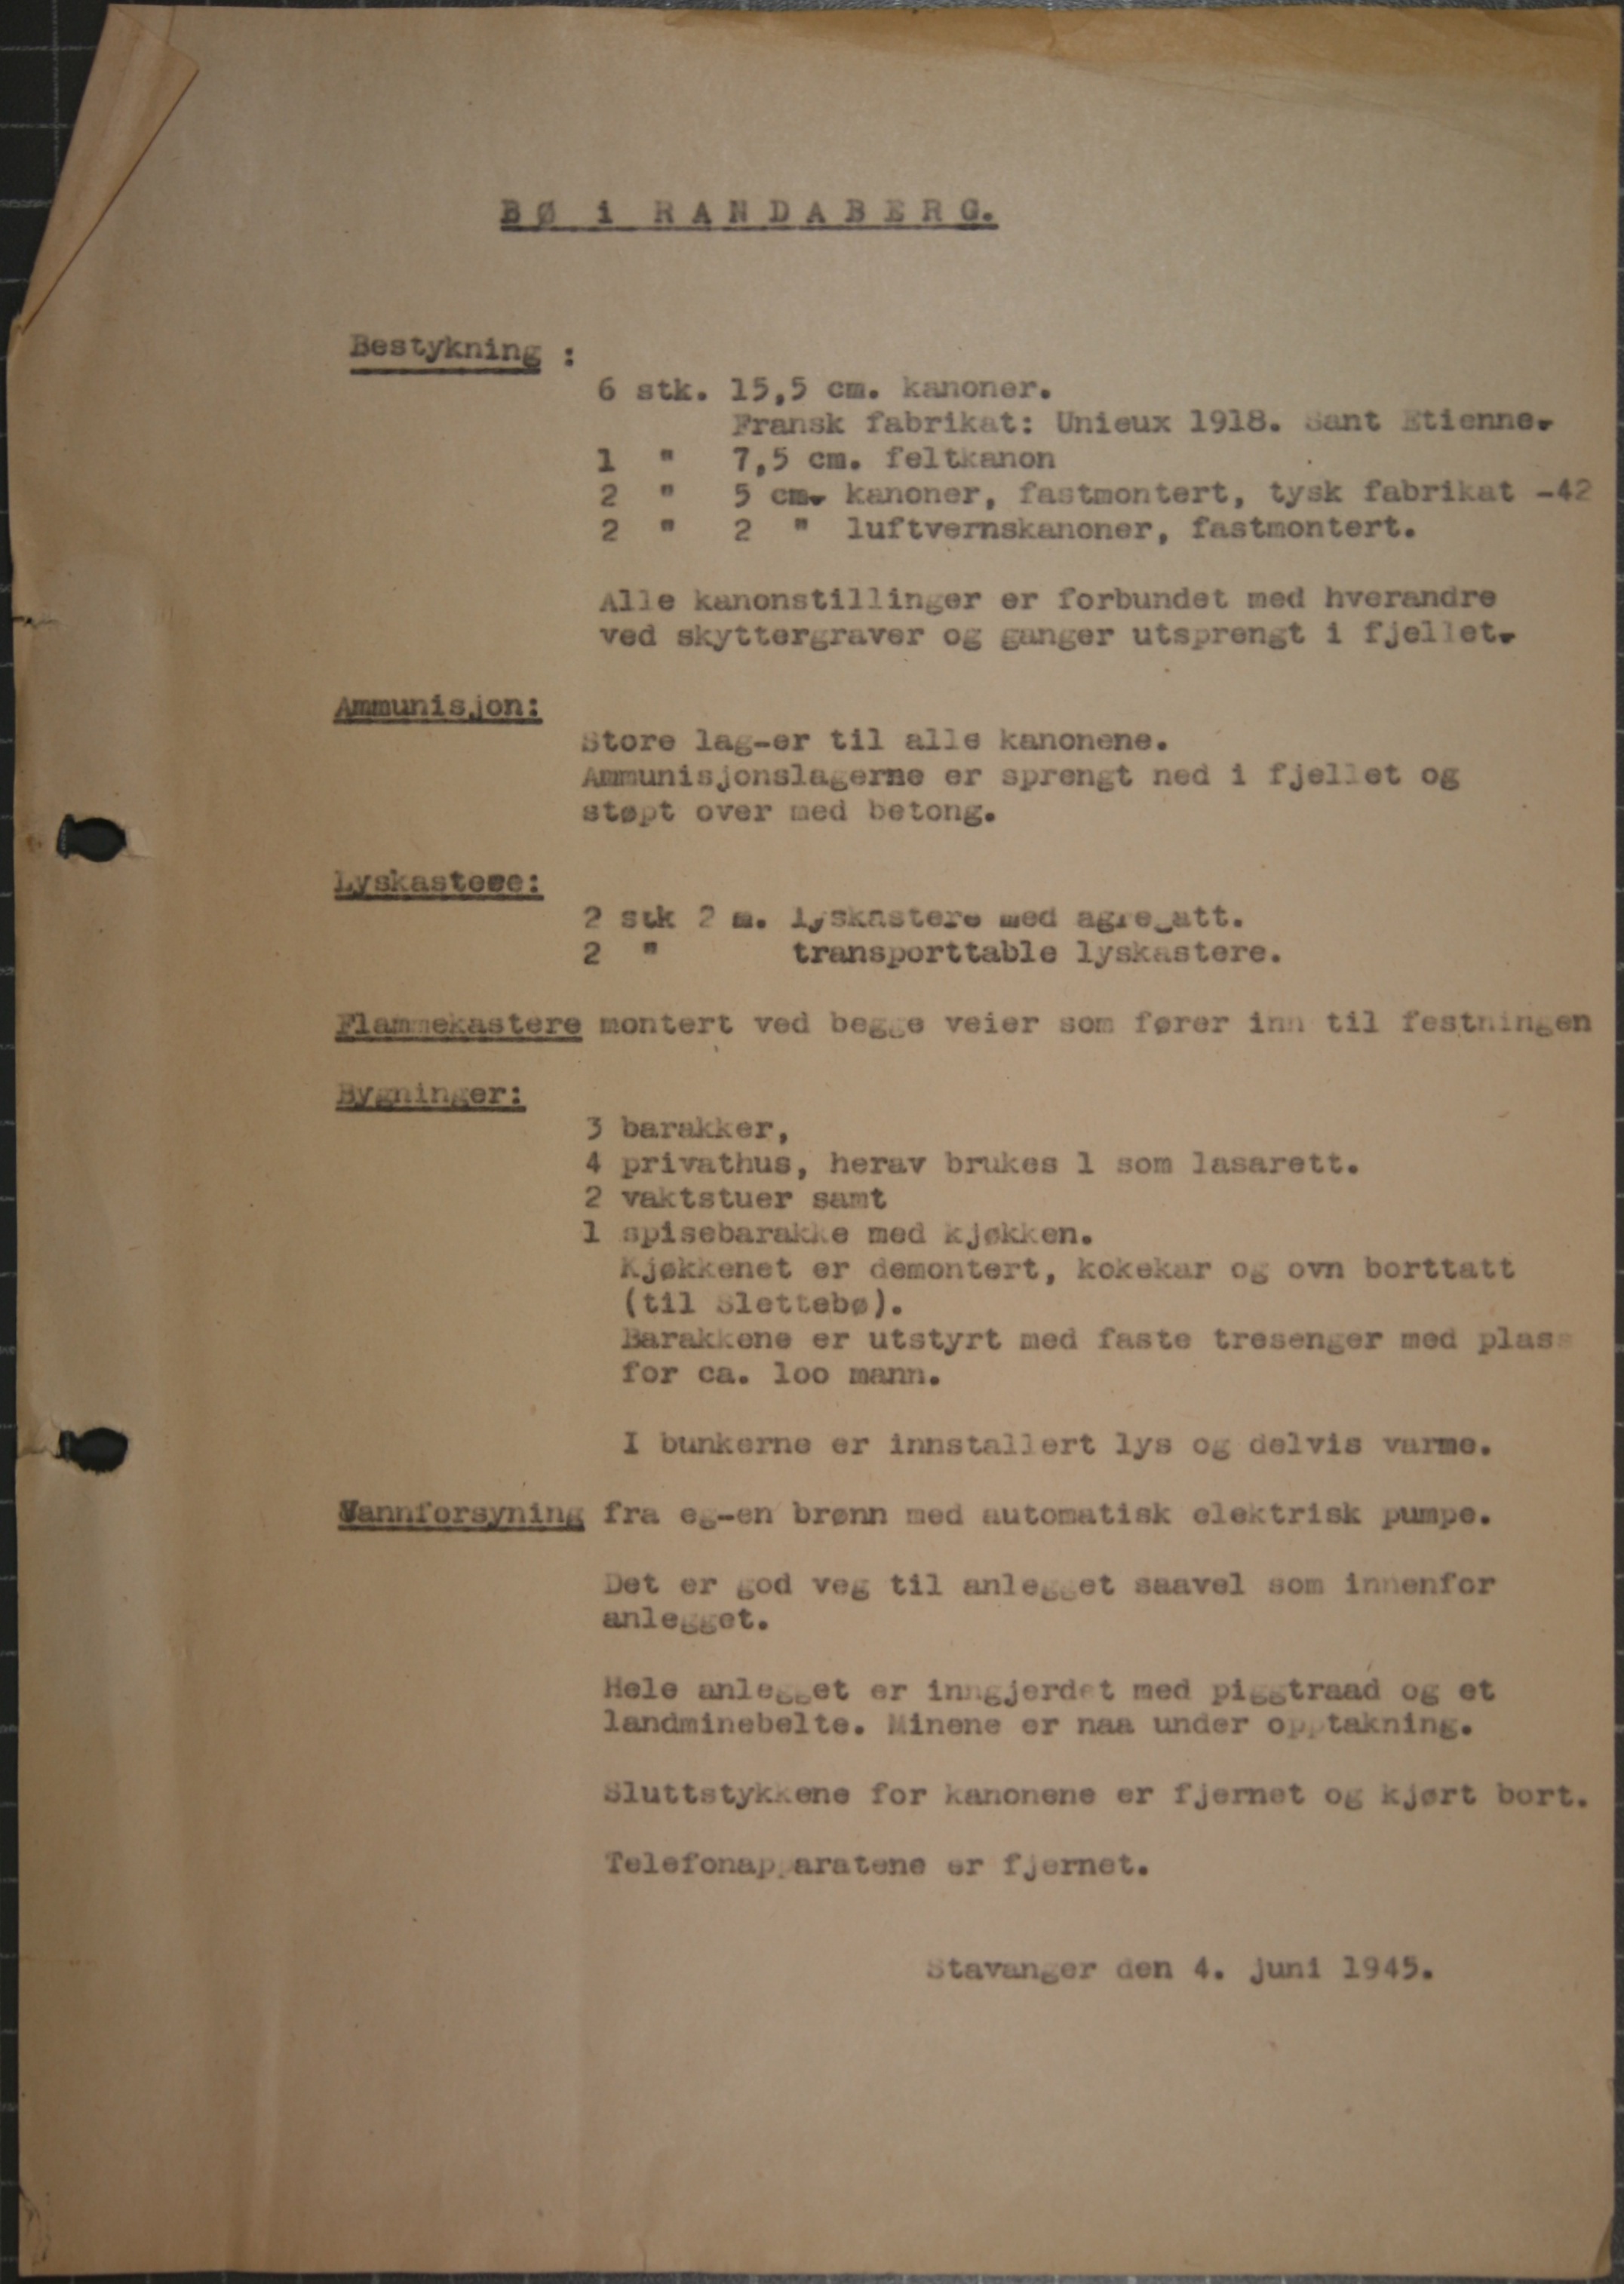 BØ i RANDABERG.
Bestykning :
6 stk. 15,5 cm. kanoner.
Fransk fabrikat: Unieux 1918. Sant Etienne.
1 " 7,5 cm. feltkanon
2 " 5 cm. kanoner, fastmontert, tysk fabrikat -42
2 " 2 " luftvernskanoner, fastmontert.
Alle kanonstillinger er forbundet med hverandre
ved skyttergraver og ganger utsprengt i fjellet.
Ammunisjon:
Store lag-er til alle kanonene.
Ammunisjonslagerne er sprengt ned i fjellet og
støpt over med betong.
Lyskastere:
2 stk 2 m. lyskastere med agregatt.
2 " transporttable lyskastere.
Flammekastere montert ved begge veier som fører inn til festningen
Bygninger:
3 barakker,
4 privathus, herav brukes 1 som lasarett.
2 vaktstuer samt
1 spisebarakke med kjøkken.
Kjøkkenet er demontert, kokekar og ovn borttatt
(til Slettebø).
Barakkene er utstyrt med faste tresenger med plass
for ca. loo mann.
I bunkerne er innstallert lys og delvis varme.
Vannforsyning fra eg-en brønn med automatisk elektrisk pumpe.
Det er god veg til anlegget saavel som innenfor
anlegget.
Hele anlegget er inngjerdet med piggtraad og et
landminebelte. Minene er naa under opptakning.
Sluttstykkene for kanonene er fjernet og kjørt bort.
Telefonapparatene er fjernet.
Stavanger den 4. juni 1945.